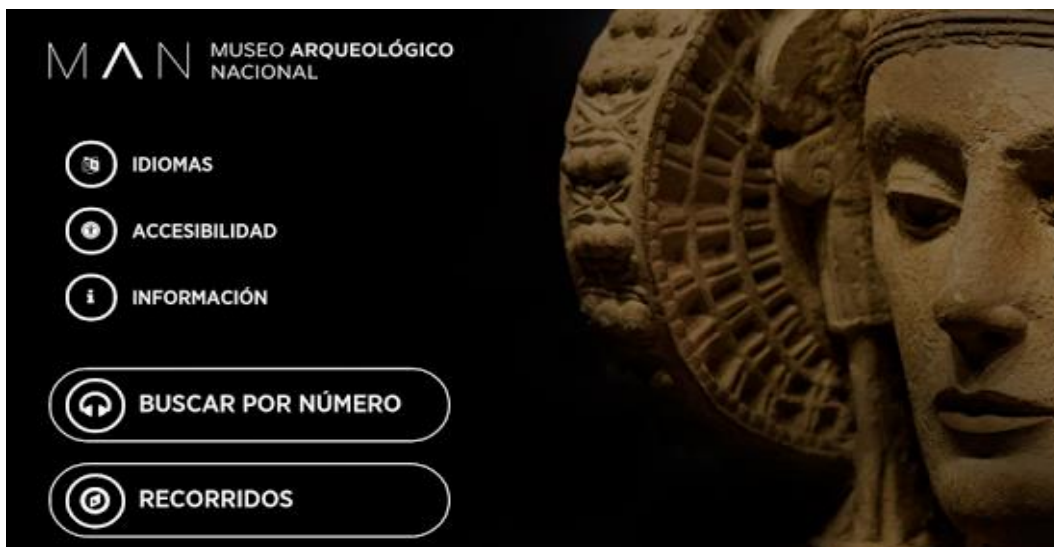 MAN MUSEO ARQUEOLÓGICO
NACIONAL
IDIOMAS
ACCESIBILIDAD
INFORMACIÓN
BUSCAR POR NÚMERO
RECORRIDOS